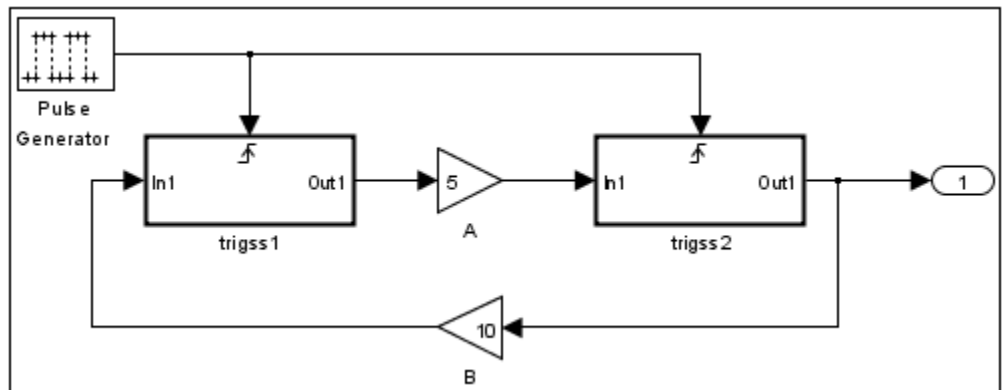 Pulse
Generator
In1
Out1
trigss1
5
A
In1
Out1
trigss2
1
10
B